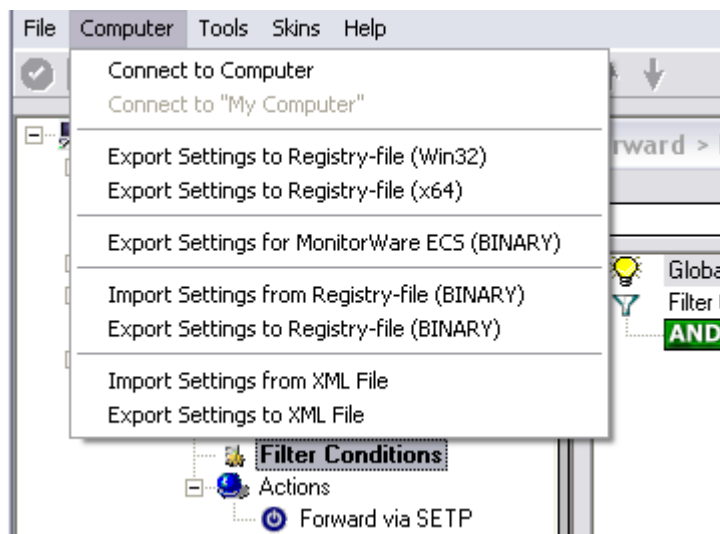 File Computer Tools Skins Help
Connect to Computer
Connect to "My Computer"
Export Settings to Registry-file (Win32)
Export Settings to Registry-file (x64)
Export Settings for MonitorWare ECS (BINARY)
Import Settings from Registry-file (BINARY)
Export Settings to Registry-file (BINARY)
Import Settings from XML File
Export Settings to XML File
Filter Conditions
Actions
Forward via SETP
rward >
Globa
Filter
AND